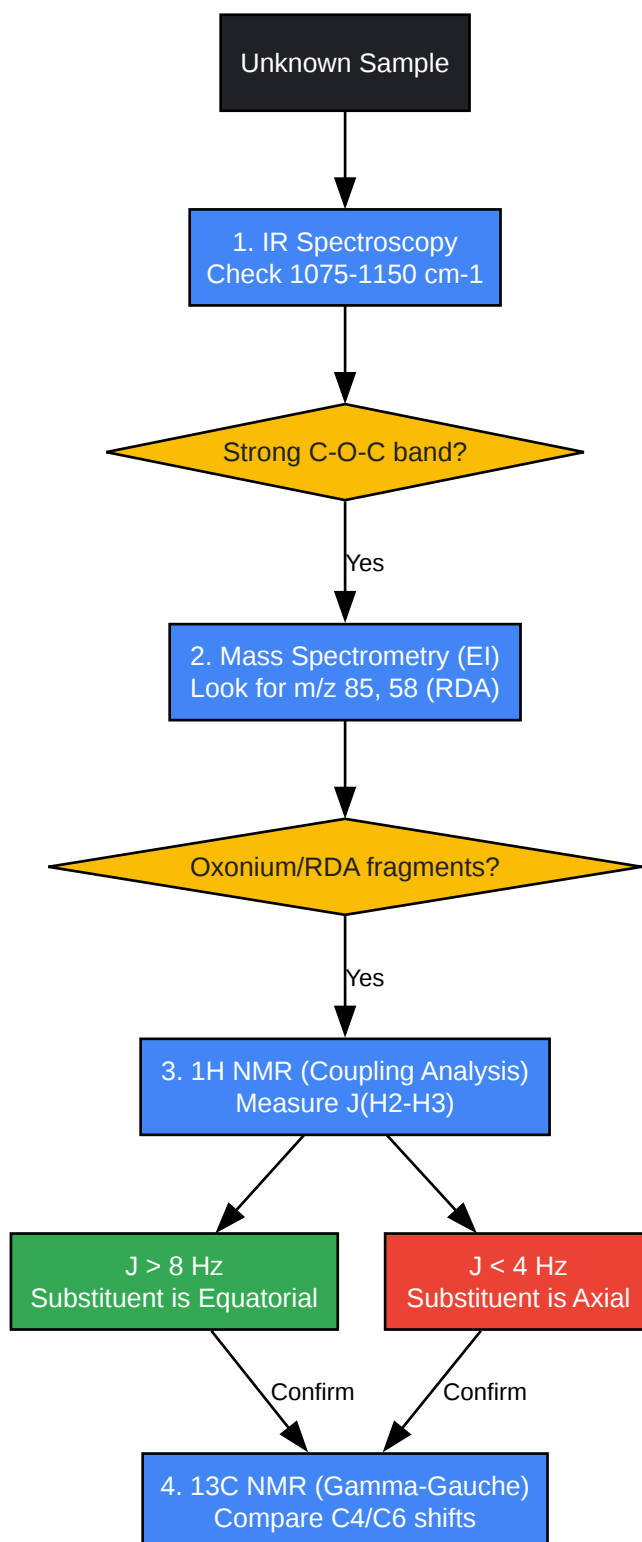 Unknown Sample
1. IR Spectroscopy
Check 1075-1150 cm-1
Strong C-O-C band?
Yes
2. Mass Spectrometry (EI)
Look for m/z 85, 58 (RDA)
Oxonium/RDA fragments?
Yes
3. 1H NMR (Coupling Analysis)
Measure J(H2-H3)
J > 8 Hz
Substituent is Equatorial
J < 4 Hz
Substituent is Axial
Confirm
Confirm
4. 13C NMR (Gamma-Gauche)
Compare C4/C6 shifts